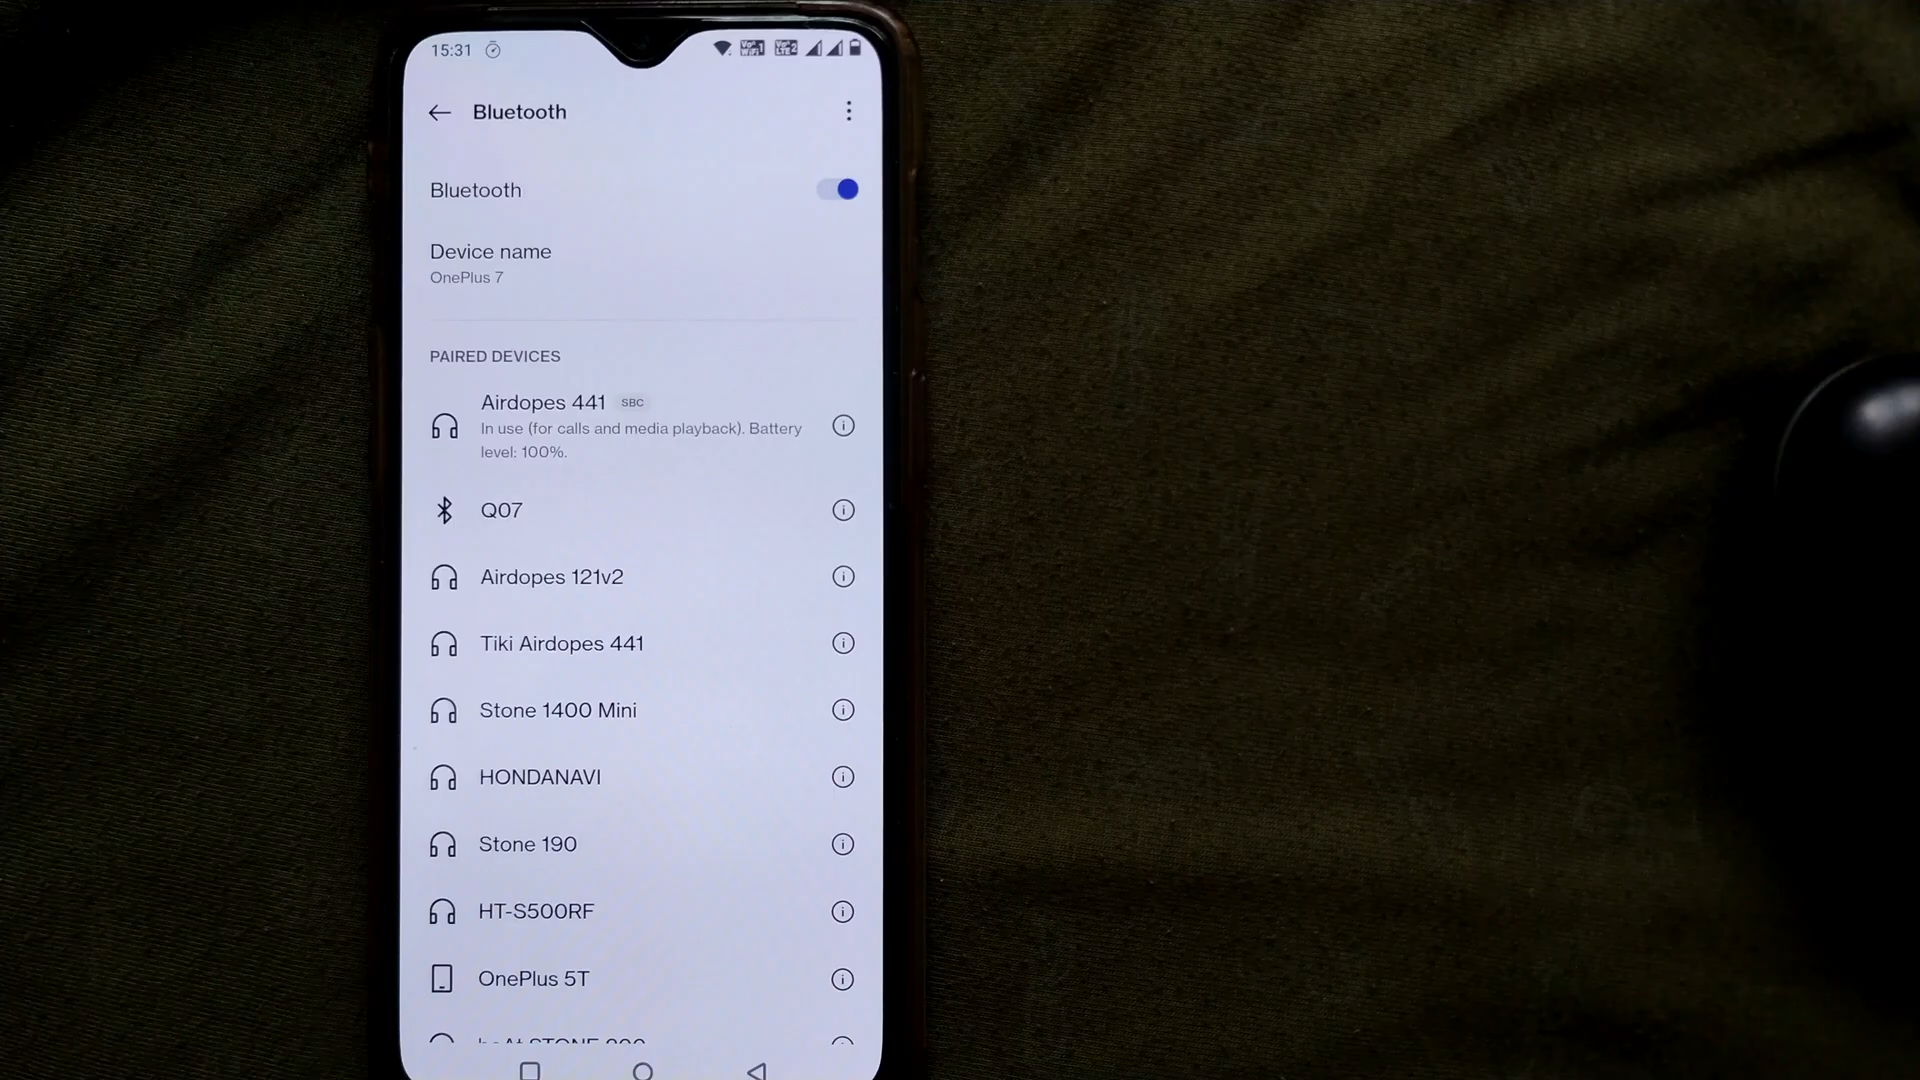 15:31
Bluetooth
Bluetooth
Device name
OnePlus 7
PAIRED DEVICES
Airdopes 441 SBC
In use (for calls and media playback). Battery
level: 100%.
Q07
Airdopes 121v2
Tiki Airdopes 441
Stone 1400 Mini
HONDANAVI
Stone 190
HT-S500RF
OnePlus 5T